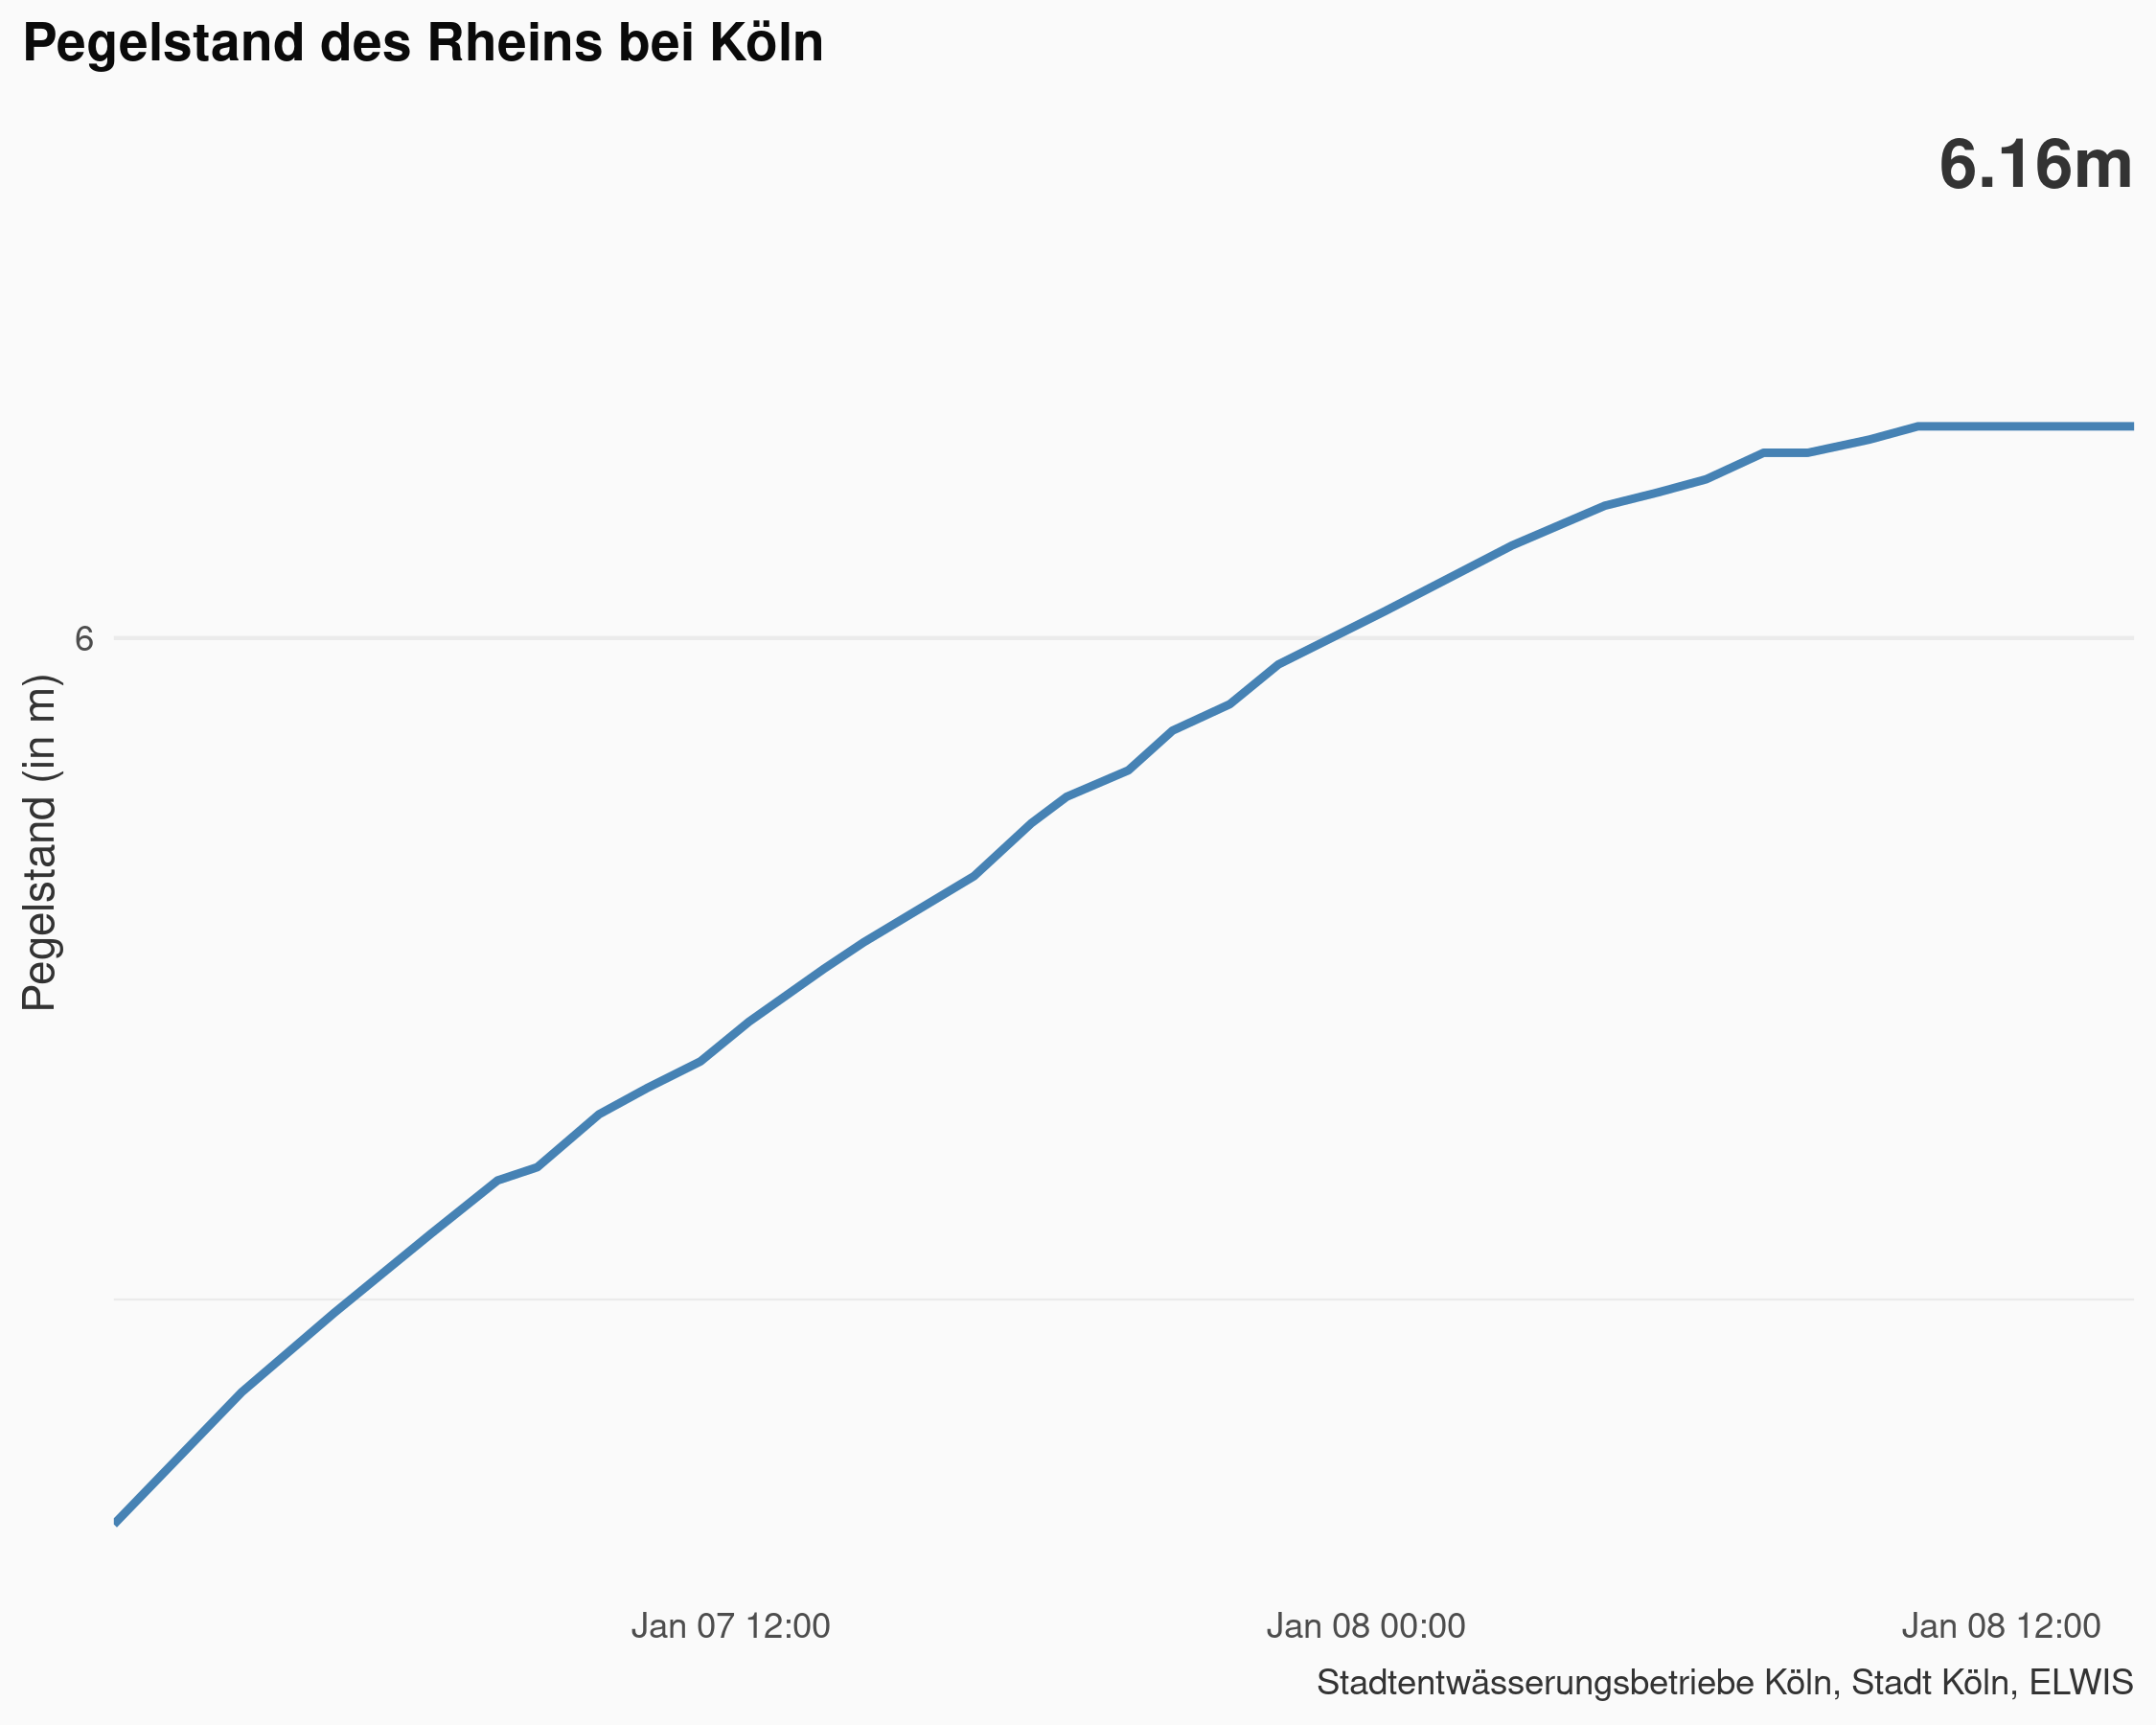 Pegelstand des Rheins bei Köln
6.16m
6
Pegelstand (in m)
Jan 07 12:00
Jan 08 00:00
Jan 08 12:00
Stadtentwässerungsbetriebe Köln, Stadt Köln, ELWIS